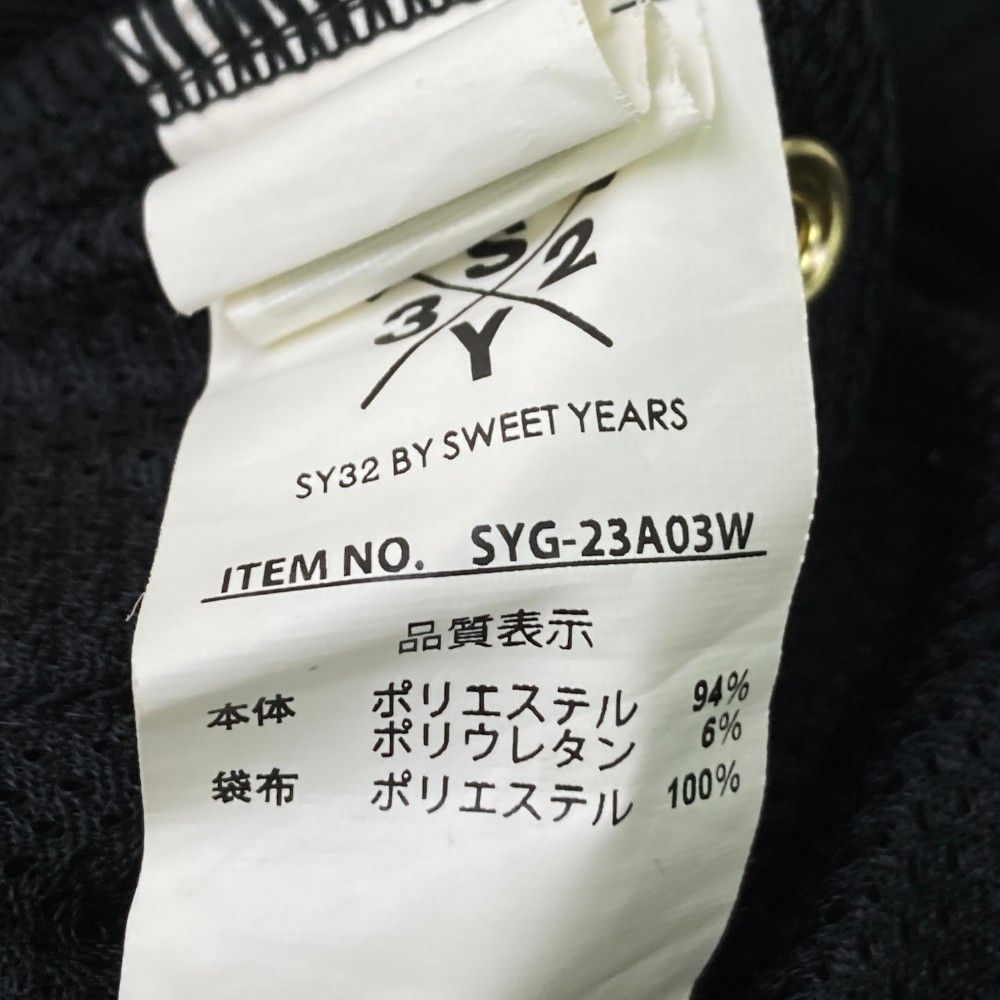 S
3 2
Y
SY32 BY SWEET YEARS
ITEM NO. SYG-23A03W
品質表示
本体 ポリエステル 94%
ポリウレタン 6%
袋布 ポリエステル 100%